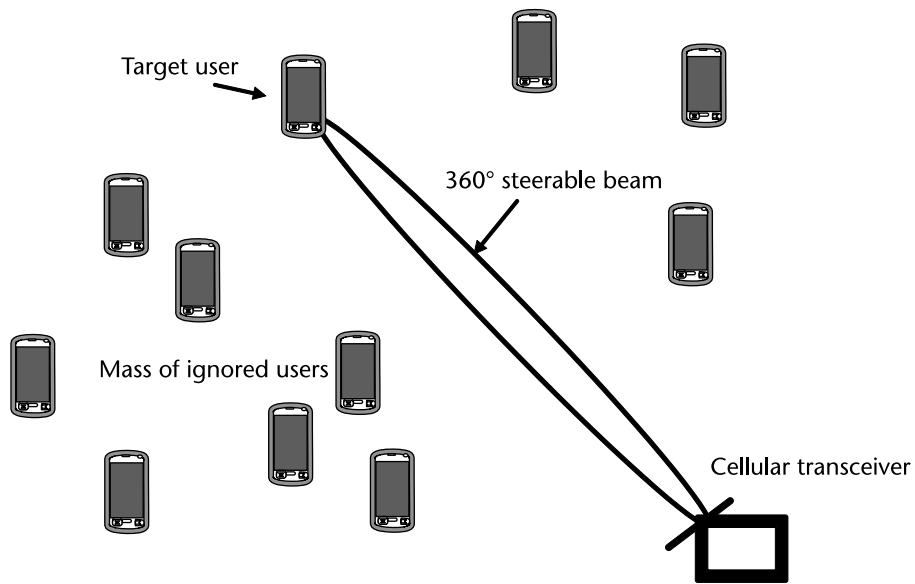 Target user
360° steerable beam
Mass of ignored users
Cellular transceiver